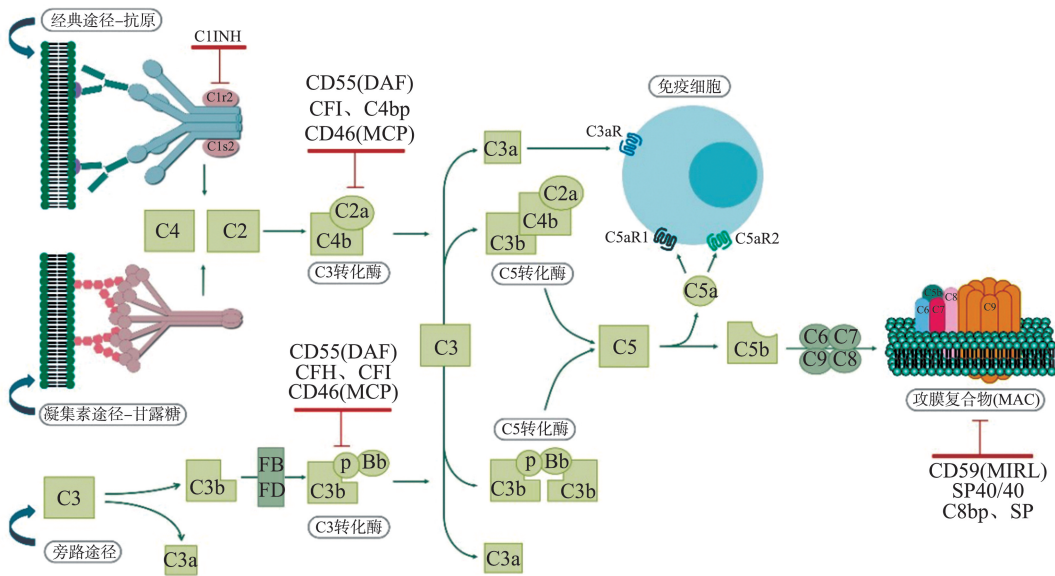 经典途径–抗原
C1INH
C1r2
C1s2
CD55(DAF)
CFI、C4bp
CD46(MCP)
C4
C2
C2a
C4b
C3转化酶
凝集素途径–甘露糖
C3
旁路途径
C3b
C3a
FB
FD
CD55(DAF)
CFH、CFI
CD46(MCP)
p
Bb
C3b
C3转化酶
C3
C3a
C2a
C4b
C3b
C5转化酶
C5转化酶
p
Bb
C3b
C3b
C3a
免疫细胞
C3aR
C5aR1
C5aR2
C5a
C5
C5b
C6
C7
C9
C8
C5b
C6
C7
C8
C9
攻膜复合物(MAC)
CD59(MIRL)
SP40/40
C8bp、SP